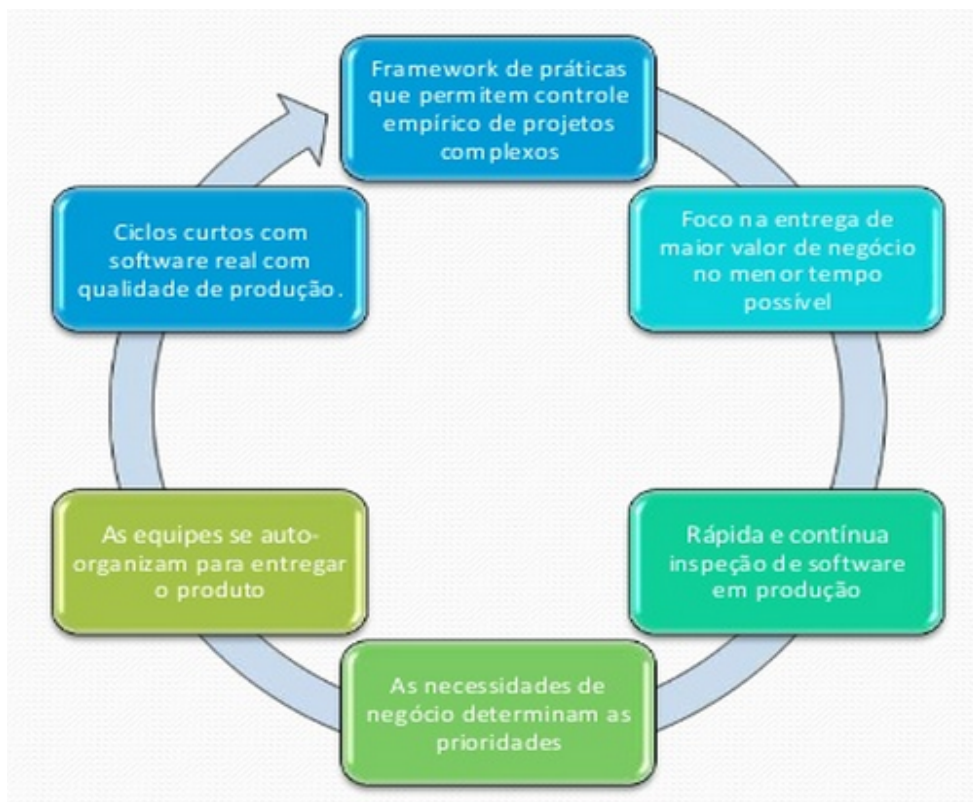 Framework de práticas
que permitem controle
empírico de projetos
complexos
Foco na entrega de
maior valor de negócio
no menor tempo
possível
Rápida e contínua
inspeção de software
em produção
As necessidades de
negócio determinam as
prioridades
As equipes se auto-
organizam para entregar
o produto
Ciclos curtos com
software real com
qualidade de produção.